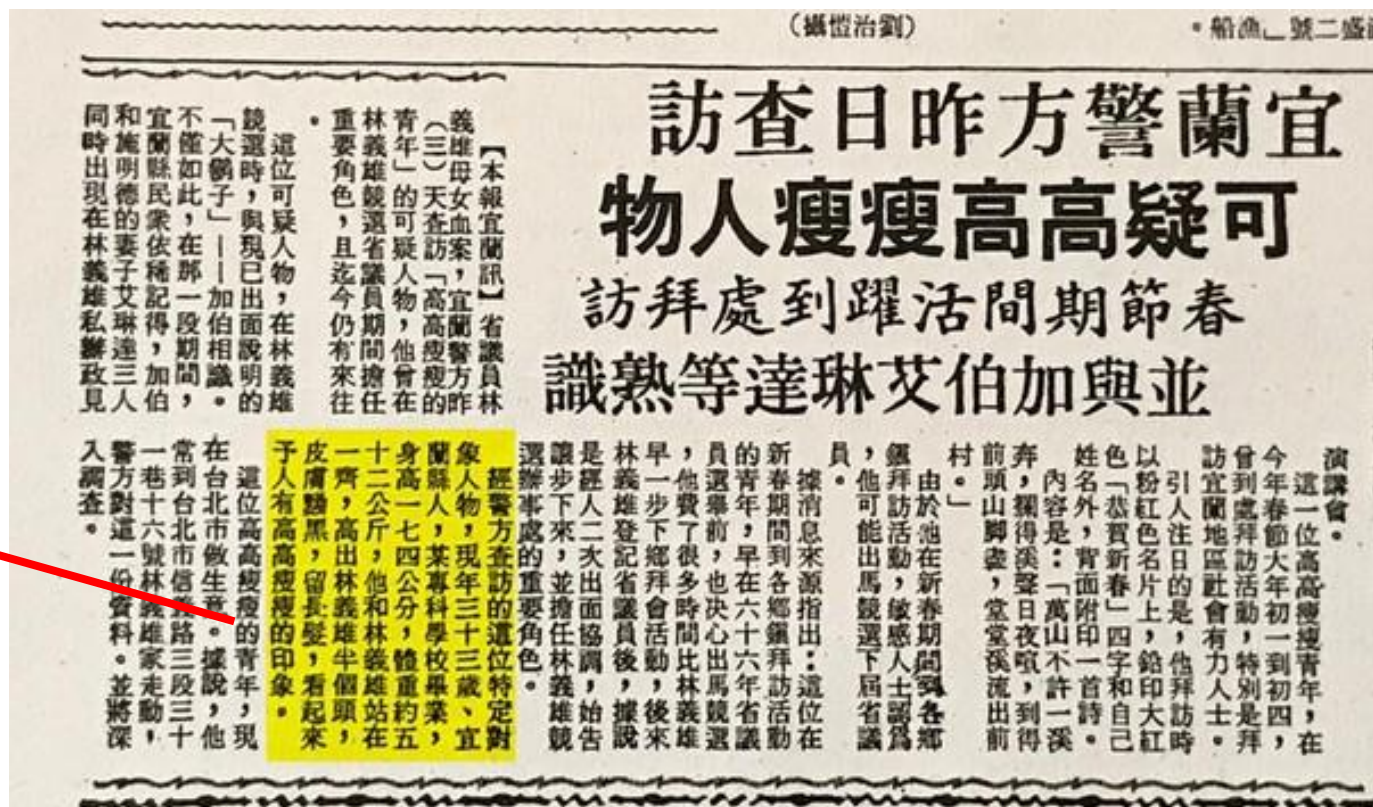 盛二號」漁船。
（劉治愷攝）
宜蘭警方昨日查訪
可疑高高瘦瘦人物
春節期間活躍到處拜訪
並與加伯艾琳達等熟識
【本報宜蘭訊】省議員林
義雄母女血案，宜蘭警方昨
（三）天查訪「高高瘦瘦的
青年」的可疑人物，他曾在
林義雄競選省議員期間擔任
重要角色，且迄今仍有來往
。
這位可疑人物，在林義雄
競選時，與現已出面說明的
「大鬍子」——加伯相識。
不僅如此，在那一段期間，
宜蘭縣民衆依稀記得，加伯
和施明德的妻子艾琳達三人
同時出現在林義雄私辦政見
演講會。
這一位高高瘦瘦青年，在
今年春節大年初一到初四，
曾到處拜訪活動，特別是拜
訪宜蘭地區社會有力人士。
引人注目的是，他拜訪時
以粉紅色名片上，鉛印大紅
色「恭賀新春」四字和自己
姓名外，背面附印一首詩。
內容是：「萬山不許一溪
奔，攔得溪聲日夜喧，到得
前頭山脚盡，堂堂溪流出前
村。」
由於他在新春期間到各鄉
鎮拜訪活動，敏感人士認爲
，他可能出馬競選下屆省議
員。
據消息來源指出：這位在
新春期間到各鄉鎮拜訪活動
的青年，早在六十六年省議
員選舉前，也決心出馬競選
，他費了很多時間比林義雄
早一步下鄉拜會活動，後來
林義雄登記省議員後，據說
是經人二次出面協調，始告
讓步下來，並擔任林義雄競
選辦事處的重要角色。
經警方查訪的這位特定對
象人物，現年三十三歲、宜
蘭縣人，某專科學校畢業，
身高一七四公分，體重約五
十二公斤，他和林義雄站在
一齊，高出林義雄半個頭，
皮膚黝黑，留長髮，看起來
予人有高高瘦瘦的印象。
這位高高瘦瘦的青年，現
在台北市做生意。據說，他
常到台北市信義路三段三十
一巷十六號林義雄家走動，
警方對這一份資料。並將深
入調查。